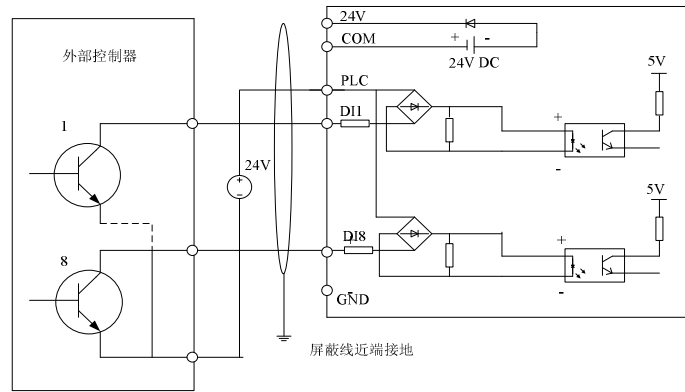 24V
COM
+ -
24V DC
外部控制器
PLC
5V
DI1
1
+
-
24V
+
-
5V
8
DI8
+
+
-
-
GND
屏蔽线近端接地